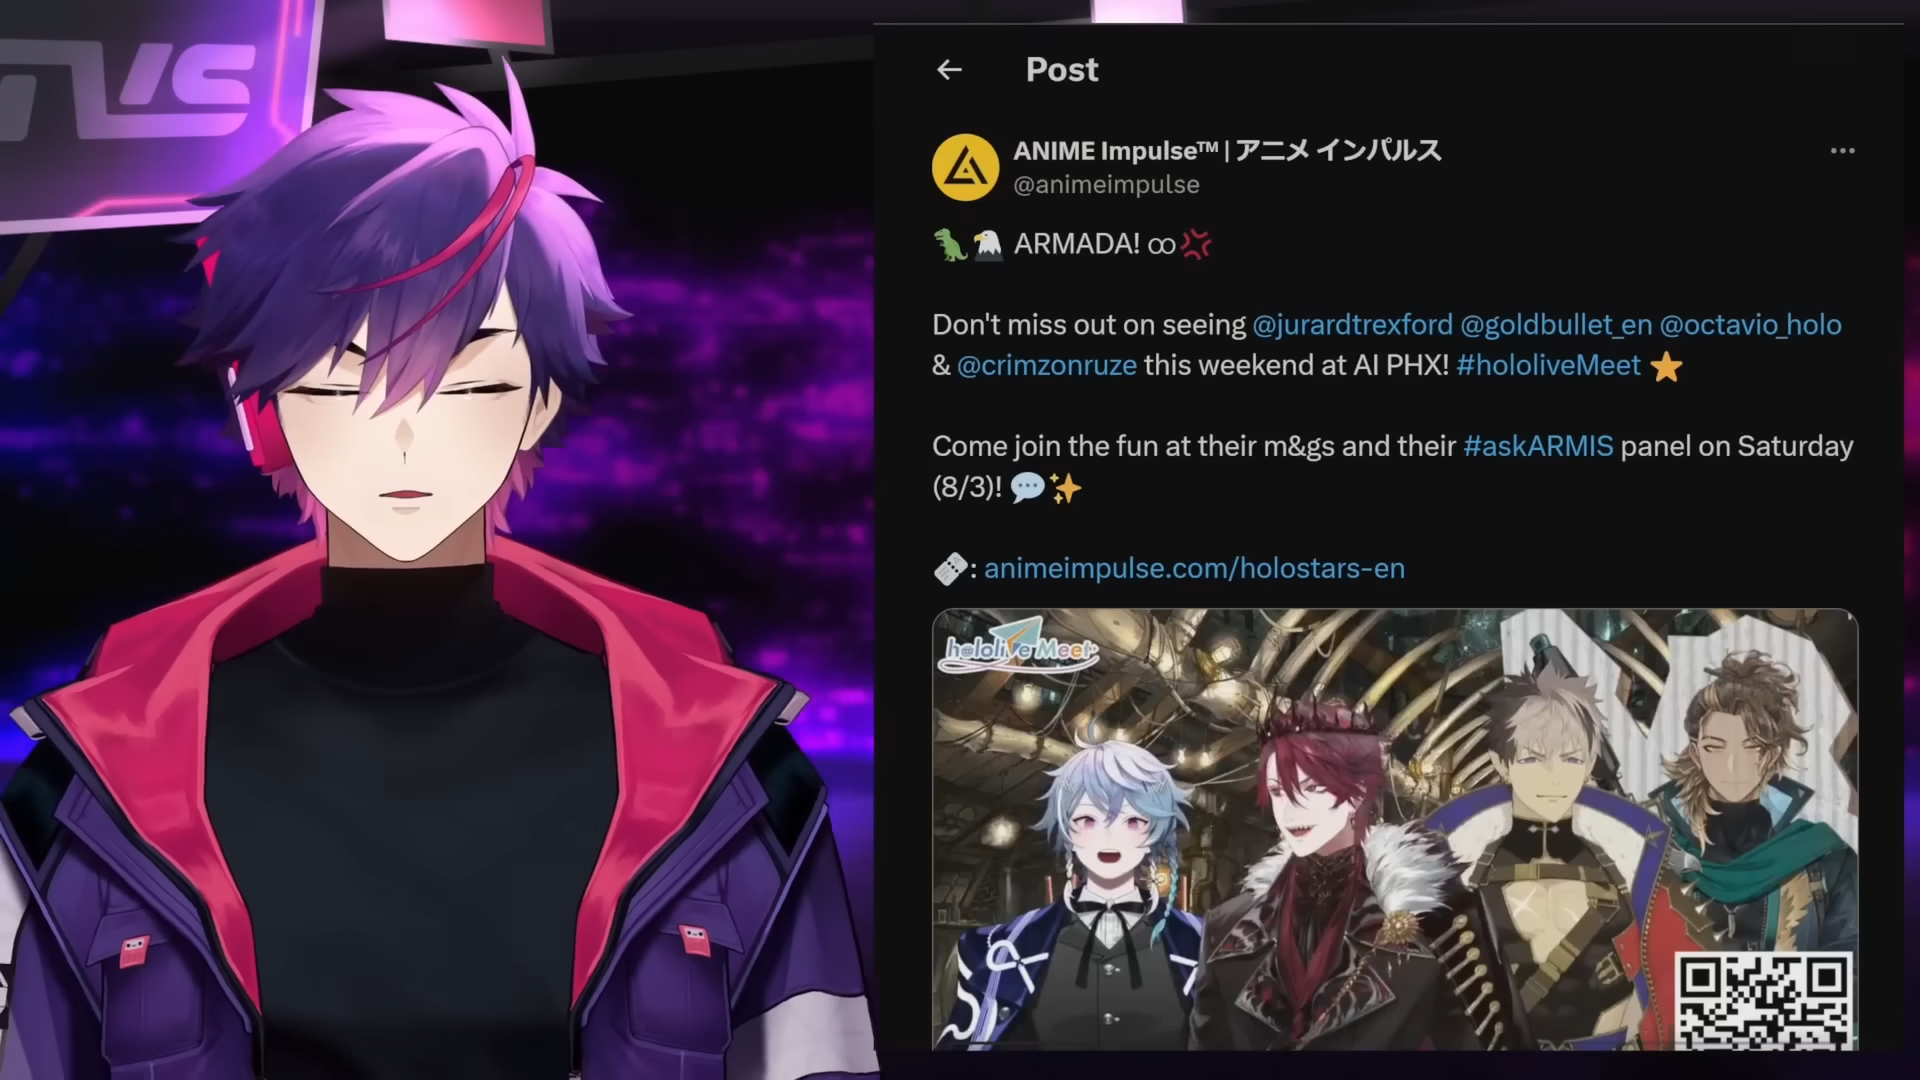 Post
ANIME Impulse™ | アニメ インパルス
@animeimpulse
ARMADA! ∞
Don't miss out on seeing @jurardtrexford @goldbullet_en @octavio_holo
& @crimzonruze this weekend at AI PHX! #hololiveMeet
Come join the fun at their m&gs and their #askARMIS panel on Saturday
(8/3)!
: animeimpulse.com/holostars-en
hololive Meet